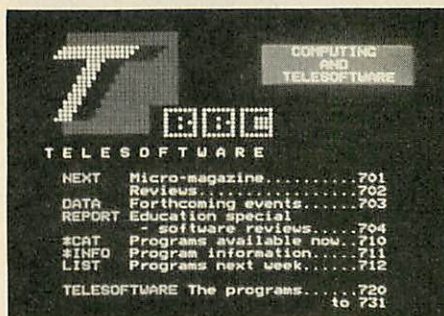 T
COMPUTING
AND
TELESOFTWARE
BBC
TELESOFTWARE
NEXT Micro-magazine..........701
Reviews.................702
DATA Forthcoming events......703
REPORT Education special
- software reviews...704
*CAT Programs available now..710
*INFO Program information.....711
LIST Programs next week......712
TELESOFTWARE The programs......720
to 731